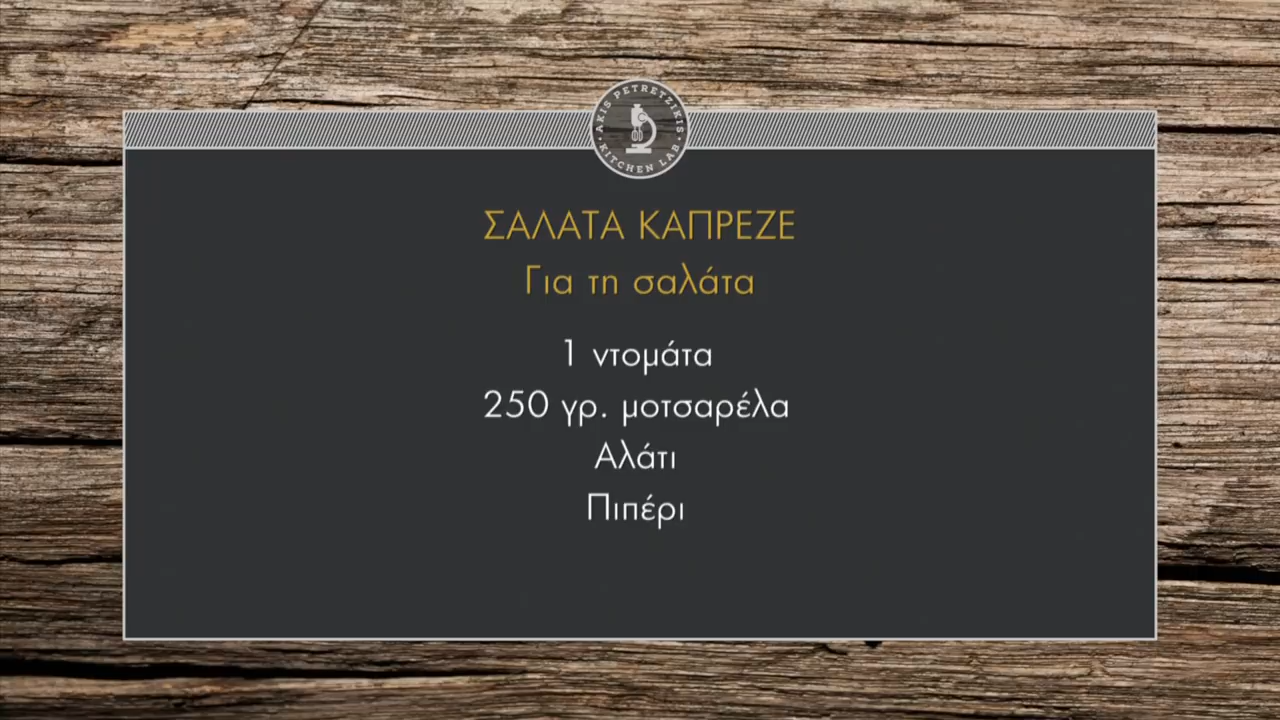 AKIS PETRETZIKIS
KITCHEN LAB
ΣΑΛΑΤΑ ΚΑΠΡΕΖΕ
Για τη σαλάτα
1 ντομάτα
250 γρ. μοτσαρέλα
Αλάτι
Πιπέρι